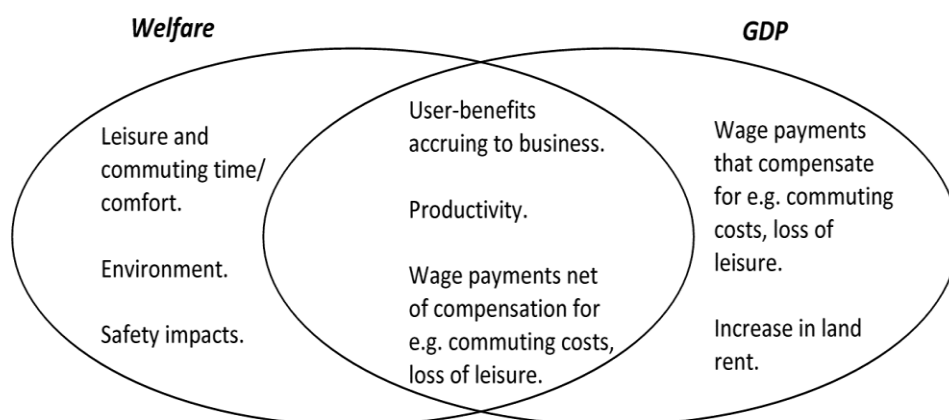 Welfare
GDP
Leisure and
commuting time/
comfort.
Environment.
Safety impacts.
User-benefits
accruing to business.
Productivity.
Wage payments net
of compensation for
e.g. commuting costs,
loss of leisure.
Wage payments
that compensate
for e.g. commuting
costs, loss of
leisure.
Increase in land
rent.